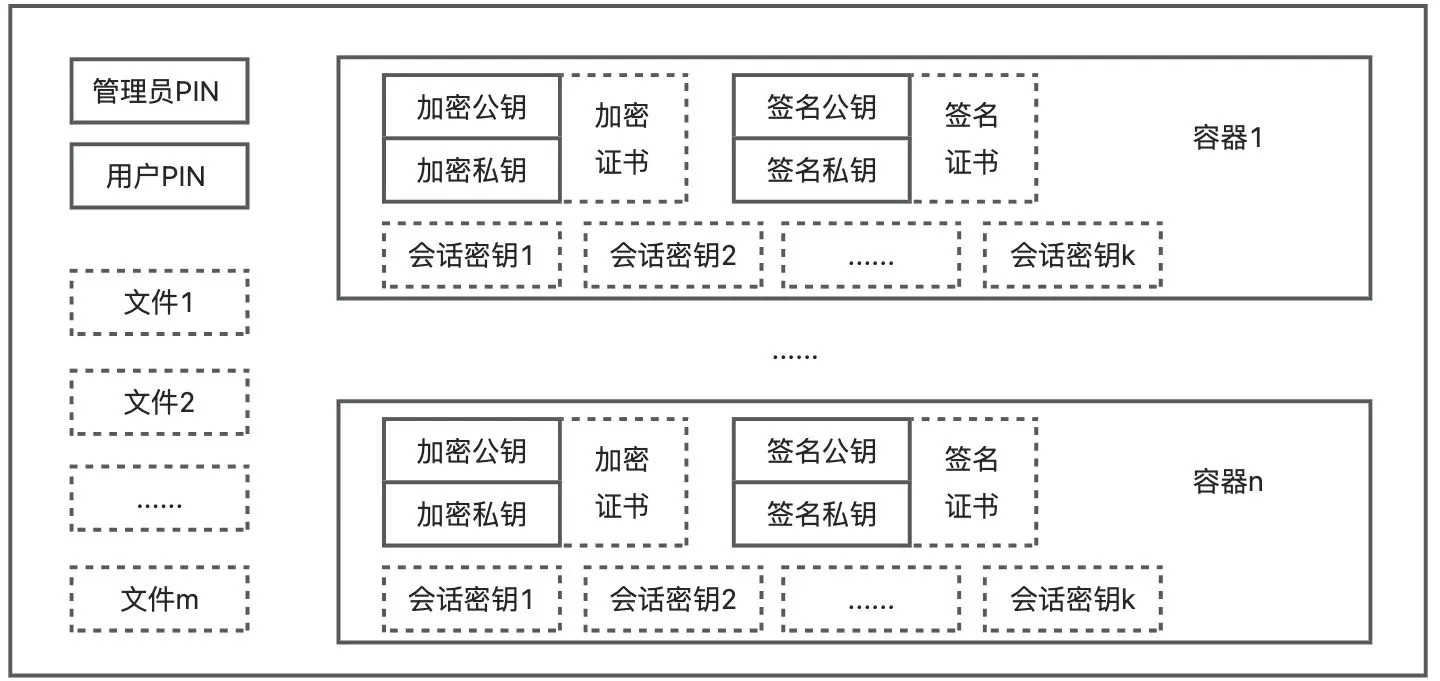 管理员PIN
用户PIN
文件1
文件2
......
文件m
加密公钥
加密私钥
加密
证书
签名公钥
签名私钥
签名
证书
容器1
会话密钥1
会话密钥2
......
会话密钥k
......
加密公钥
加密私钥
加密
证书
签名公钥
签名私钥
签名
证书
容器n
会话密钥1
会话密钥2
......
会话密钥k